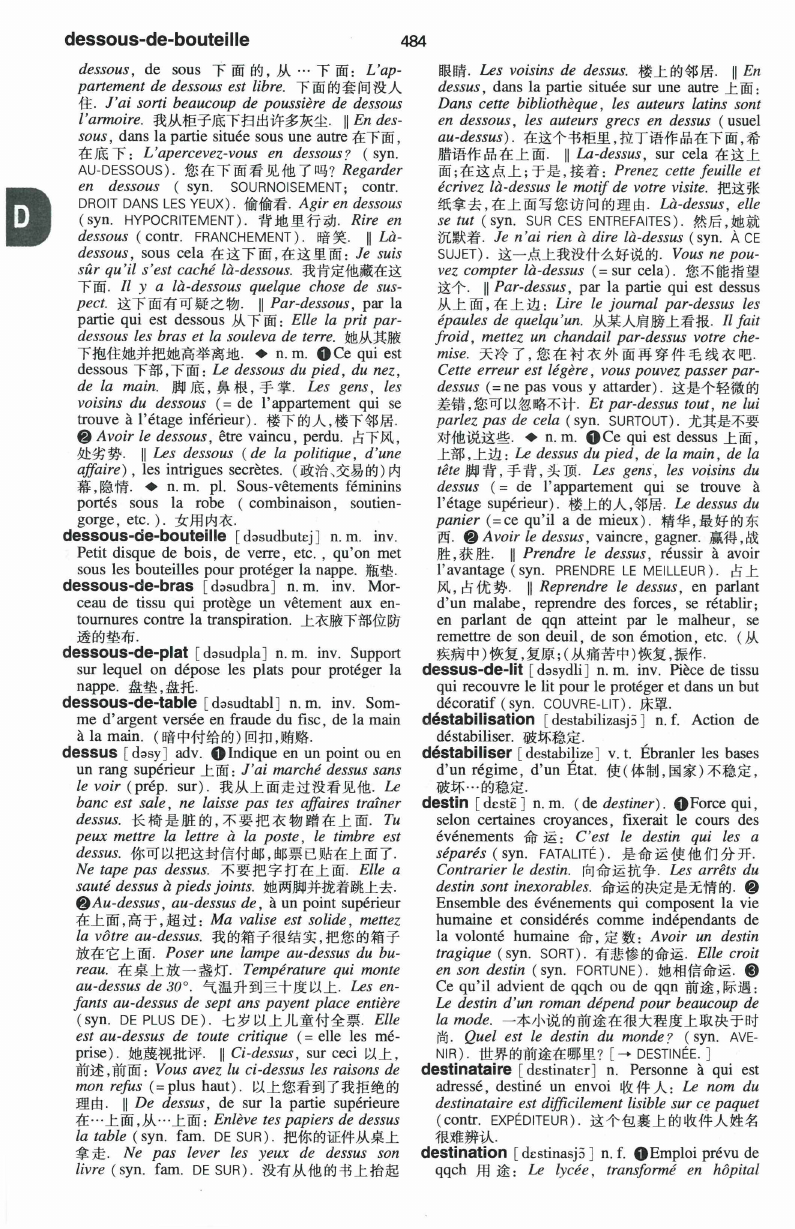 dessous-de-bouteille
484
dessous, de sous 下面的, 从 … 下面: L'ap-
partement de dessous est libre. 下面的套间没人
住. J'ai sorti beaucoup de poussière de dessous
l'armoire. 我从柜子底下扫出许多灰尘. ‖ En des-
sous, dans la partie située sous une autre 在下面,
在底下: L'apercevez-vous en dessous? (syn.
AU-DESSOUS). 您在下面看见他了吗? Regarder
en dessous ( syn. SOURNOISEMENT; contr.
DROIT DANS LES YEUX). 偷偷看. Agir en dessous
(syn. HYPOCRITEMENT). 背地里行动. Rire en
dessous ( contr. FRANCHEMENT). 暗笑. ‖ Là-
dessous, sous cela 在这下面,在这里面: Je suis
sûr qu'il s'est caché là-dessous. 我肯定他藏在这
下面. Il y a là-dessous quelque chose de sus-
pect. 这下面有可疑之物. ‖ Par-dessous, par la
partie qui est dessous 从下面: Elle la prit par-
dessous les bras et la souleva de terre. 她从其腋
下抱住她并把她高举离地. ◆ n. m. ❶Ce qui est
dessous 下部,下面: Le dessous du pied, du nez,
de la main. 脚底,鼻根,手掌. Les gens, les
voisins du dessous (= de l'appartement qui se
trouve à l'étage inférieur). 楼下的人,楼下邻居.
❷ Avoir le dessous, être vaincu, perdu. 占下风,
处劣势. ‖ Les dessous (de la politique, d'une
affaire), les intrigues secrètes. (政治、交易的)内
幕,隐情. ◆ n. m. pl. Sous-vêtements féminins
portés sous la robe ( combinaison, soutien-
gorge, etc.). 女用内衣.
dessous-de-bouteille [dəsudbutɛj] n. m. inv.
Petit disque de bois, de verre, etc., qu'on met
sous les bouteilles pour protéger la nappe. 瓶垫.
dessous-de-bras [dəsudbra] n. m. inv. Mor-
ceau de tissu qui protège un vêtement aux en-
tournures contre la transpiration. 上衣腋下部位防
透的垫布.
dessous-de-plat [dəsudpla] n. m. inv. Support
sur lequel on dépose les plats pour protéger la
nappe. 盘垫,盘托.
dessous-de-table [dəsudtabl] n. m. inv. Som-
me d'argent versée en fraude du fisc, de la main
à la main. (暗中付给的)回扣,贿赂.
dessus [dəsy] adv. ❶Indique en un point ou en
un rang supérieur 上面: J'ai marché dessus sans
le voir (prép. sur). 我从上面走过没看见他. Le
banc est sale, ne laisse pas tes affaires traîner
dessus. 长椅是脏的,不要把衣物蹭在上面. Tu
peux mettre la lettre à la poste, le timbre est
dessus. 你可以把这封信付邮,邮票已贴在上面了.
Ne tape pas dessus. 不要把字打在上面. Elle a
sauté dessus à pieds joints. 她两脚并拢着跳上去.
❷Au-dessus, au-dessus de, à un point supérieur
在上面,高于,超过: Ma valise est solide, mettez
la vôtre au-dessus. 我的箱子很结实,把您的箱子
放在它上面. Poser une lampe au-dessus du bu-
reau. 在桌上放一盏灯. Température qui monte
au-dessus de 30°. 气温升到三十度以上. Les en-
fants au-dessus de sept ans payent place entière
(syn. DE PLUS DE). 七岁以上儿童付全票. Elle
est au-dessus de toute critique (= elle les mé-
prise). 她蔑视批评. ‖ Ci-dessus, sur ceci 以上,
前述,前面: Vous avez lu ci-dessus les raisons de
mon refus (= plus haut). 以上您看到了我拒绝的
理由. ‖ De dessus, de sur la partie supérieure
在…上面,从…上面: Enlève tes papiers de dessus
la table (syn. fam. DE SUR). 把你的证件从桌上
拿走. Ne pas lever les yeux de dessus son
livre (syn. fam. DE SUR). 没有从他的书上抬起
D
眼睛. Les voisins de dessus. 楼上的邻居. ‖ En
dessus, dans la partie située sur une autre 上面:
Dans cette bibliothèque, les auteurs latins sont
en dessous, les auteurs grecs en dessus (usuel
au-dessus). 在这个书柜里,拉丁语作品在下面,希
腊语作品在上面. ‖ La-dessus, sur cela 在这上
面;在这点上;于是,接着: Prenez cette feuille et
écrivez là-dessus le motif de votre visite. 把这张
纸拿去,在上面写您访问的理由. Là-dessus, elle
se tut (syn. SUR CES ENTREFAITES). 然后,她就
沉默着. Je n'ai rien à dire là-dessus (syn. À CE
SUJET). 这一点上我没什么好说的. Vous ne pou-
vez compter là-dessus (= sur cela). 您不能指望
这个. ‖ Par-dessus, par la partie qui est dessus
从上面,在上边: Lire le journal par-dessus les
épaules de quelqu'un. 从某人肩膀上看报. Il fait
froid, mettez un chandail par-dessus votre che-
mise. 天冷了,您在衬衣外面再穿件毛线衣吧.
Cette erreur est légère, vous pouvez passer par-
dessus (= ne pas vous y attarder). 这是个轻微的
差错,您可以忽略不计. Et par-dessus tout, ne lui
parlez pas de cela (syn. SURTOUT). 尤其是不要
对他说这些. ◆ n. m. ❶Ce qui est dessus 上面,
上部,上边: Le dessus du pied, de la main, de la
tête 脚背,手背,头顶. Les gens, les voisins du
dessus (= de l'appartement qui se trouve à
l'étage supérieur). 楼上的人,邻居. Le dessus du
panier (= ce qu'il a de mieux). 精华,最好的东
西. ❷ Avoir le dessus, vaincre, gagner. 赢得,战
胜,获胜. ‖ Prendre le dessus, réussir à avoir
l'avantage (syn. PRENDRE LE MEILLEUR). 占上
风,占优势. ‖ Reprendre le dessus, en parlant
d'un malabe, reprendre des forces, se rétablir;
en parlant de qqn atteint par le malheur, se
remettre de son deuil, de son émotion, etc. (从
疾病中)恢复,复原;(从痛苦中)恢复,振作.
dessus-de-lit [dəsydli] n. m. inv. Pièce de tissu
qui recouvre le lit pour le protéger et dans un but
décoratif (syn. COUVRE-LIT). 床罩.
déstabilisation [destabilizasjɔ̃] n. f. Action de
déstabiliser. 破坏稳定.
déstabiliser [destabilize] v. t. Ébranler les bases
d'un régime, d'un État. 使(体制,国家)不稳定,
破坏…的稳定.
destin [dɛstɛ̃] n. m. (de destiner). ❶Force qui,
selon certaines croyances, fixerait le cours des
événements 命运: C'est le destin qui les a
séparés (syn. FATALITÉ). 是命运使他们分开.
Contrarier le destin. 向命运抗争. Les arrêts du
destin sont inexorables. 命运的决定是无情的. ❷
Ensemble des événements qui composent la vie
humaine et considérés comme indépendants de
la volonté humaine 命,定数: Avoir un destin
tragique (syn. SORT). 有悲惨的命运. Elle croit
en son destin (syn. FORTUNE). 她相信命运. ❸
Ce qu'il advient de qqch ou de qqn 前途,际遇:
Le destin d'un roman dépend pour beaucoup de
la mode. 一本小说的前途在很大程度上取决于时
尚. Quel est le destin du monde? (syn. AVE-
NIR). 世界的前途在哪里? [→ DESTINÉE.]
destinataire [dɛstinatɛr] n. Personne à qui est
adressé, destiné un envoi 收件人: Le nom du
destinataire est difficilement lisible sur ce paquet
(contr. EXPÉDITEUR). 这个包裹上的收件人姓名
很难辨认.
destination [dɛstinasjɔ̃] n. f. ❶Emploi prévu de
qqch 用途: Le lycée, transformé en hôpital